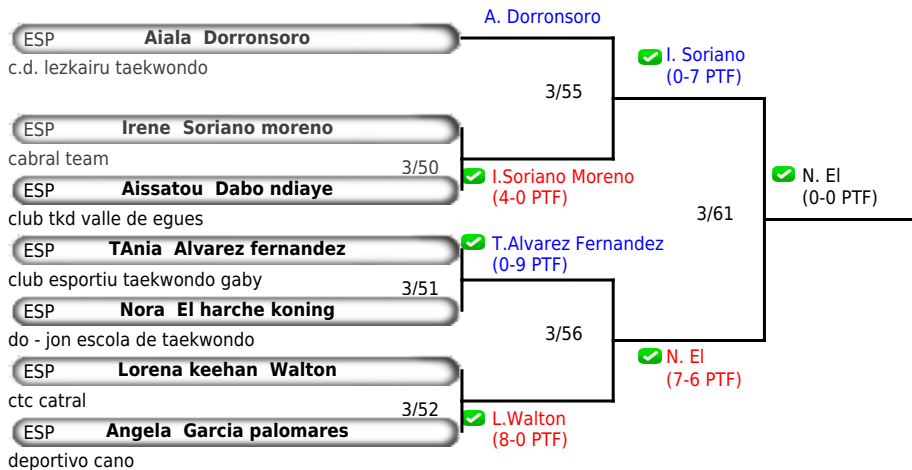 A. Dorronsoro
ESP Aiala Dorronsoro
c.d. lezkairu taekwondo
I. Soriano
(0-7 PTF)
3/55
ESP Irene Soriano moreno
cabral team
3/50
ESP Aissatou Dabo ndiaye
club tkd valle de egues
I.Soriano Moreno
(4-0 PTF)
N. El
(0-0 PTF)
3/61
ESP TAnia Alvarez fernandez
club esportiu taekwondo gaby
T.Alvarez Fernandez
(0-9 PTF)
3/51
ESP Nora El harche koning
do - jon escola de taekwondo
3/56
N. El
(7-6 PTF)
ESP Lorena keehan Walton
ctc catral
3/52
ESP Angela Garcia palomares
deportivo cano
L.Walton
(8-0 PTF)